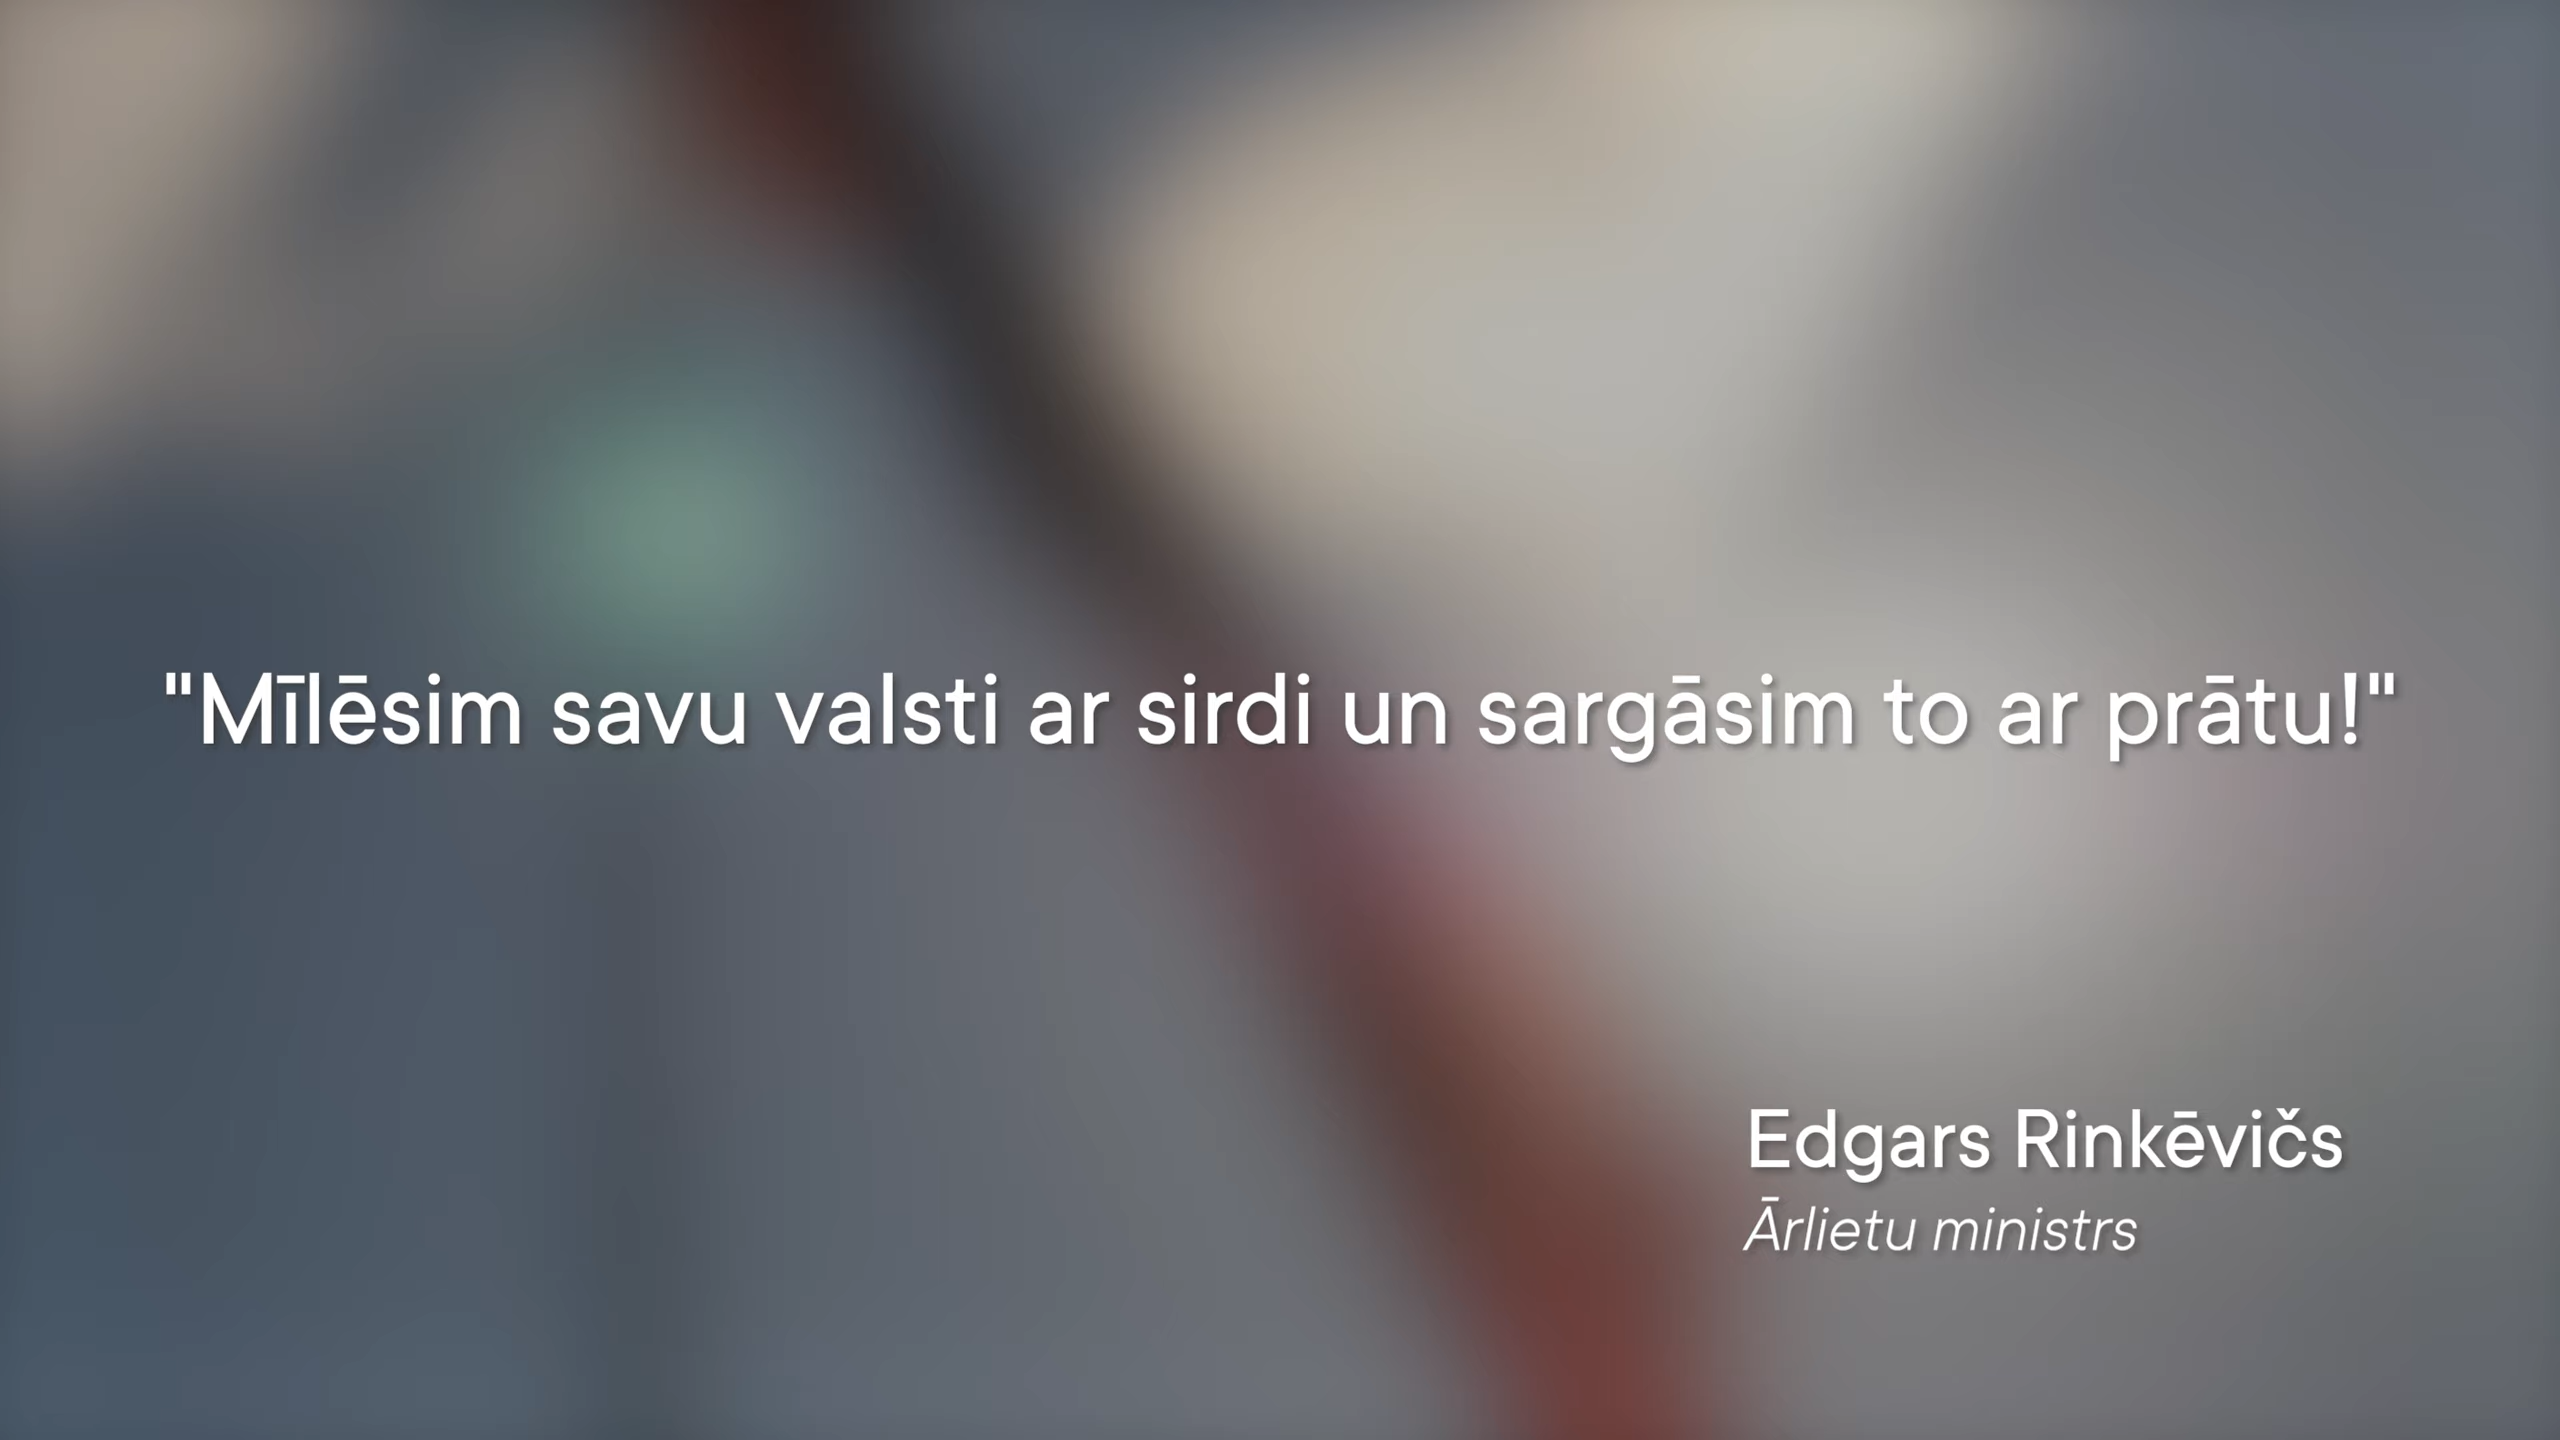 "Mīlēsim savu valsti ar sirdi un sargāsim to ar prātu!"
Edgars Rinkēvičs
Ārlietu ministrs